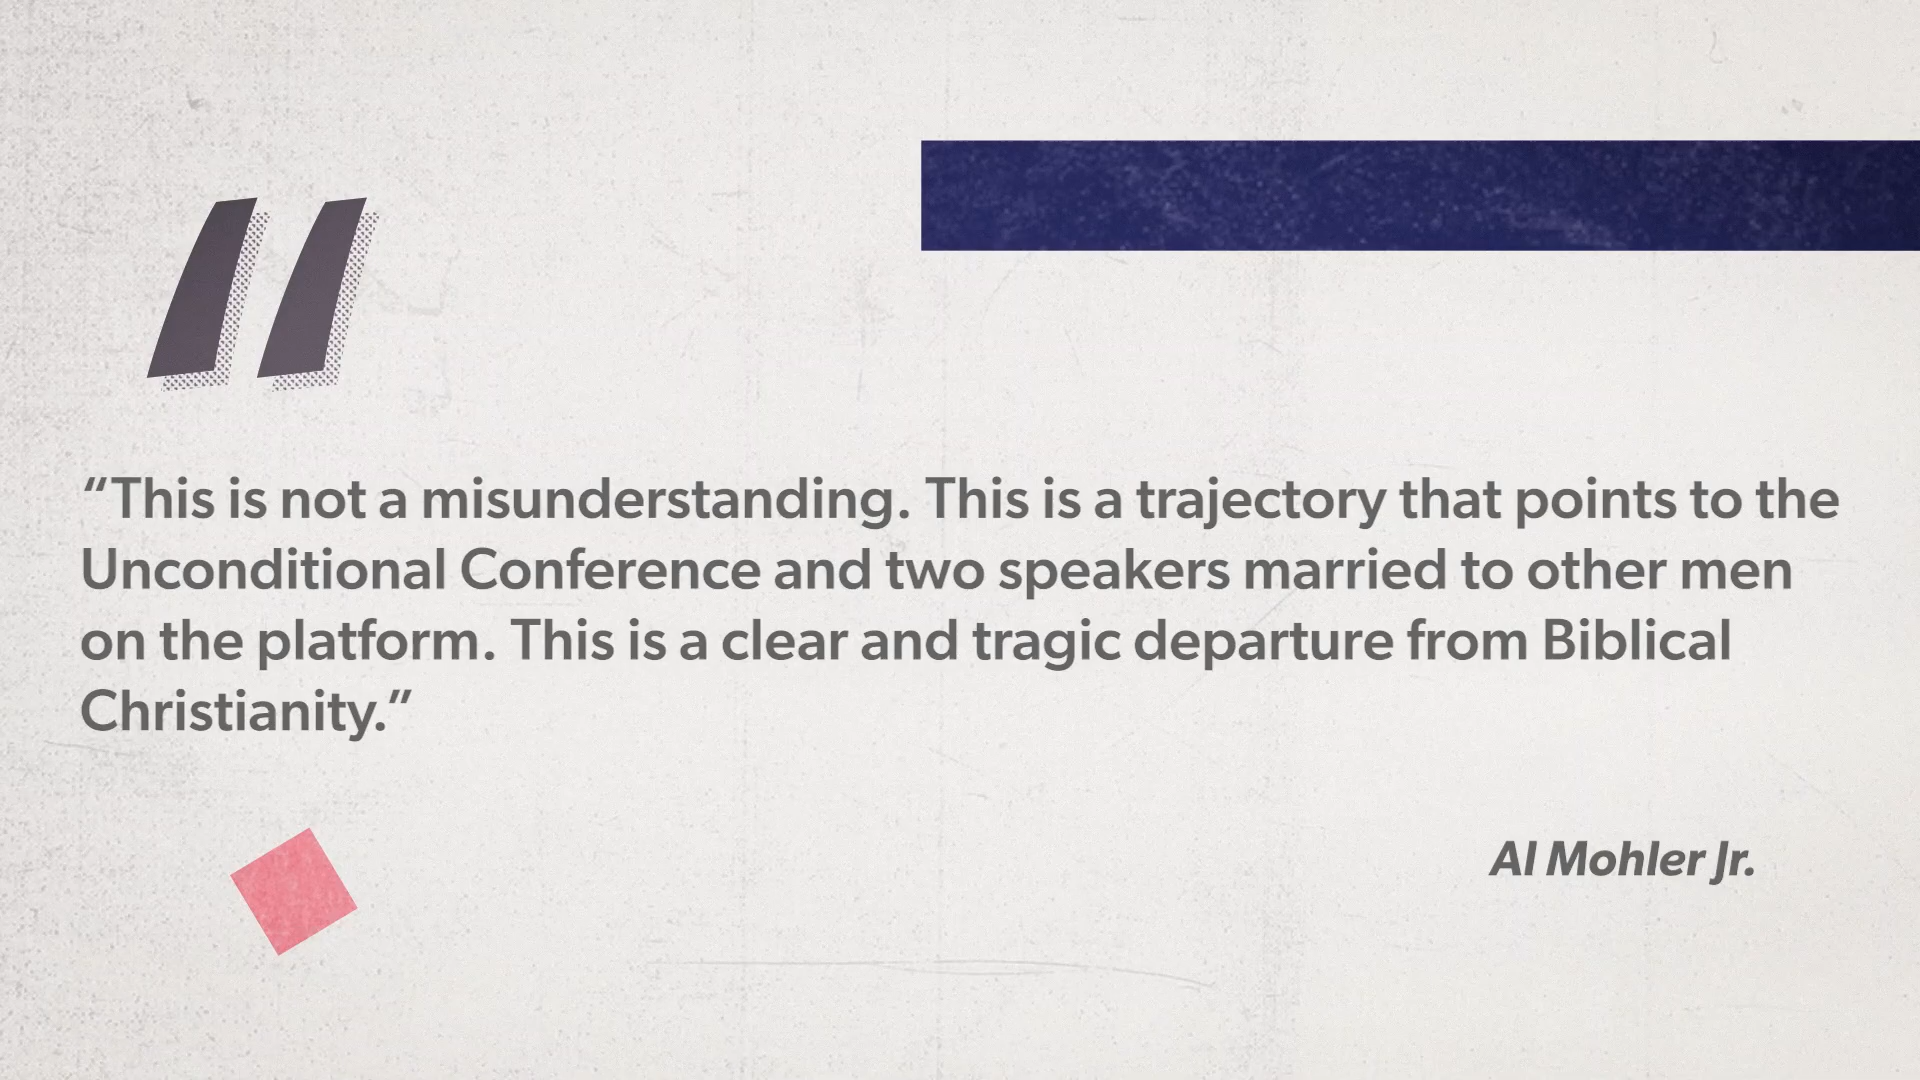 “This is not a misunderstanding. This is a trajectory that points to the
Unconditional Conference and two speakers married to other men
on the platform. This is a clear and tragic departure from Biblical
Christianity.”
Al Mohler Jr.